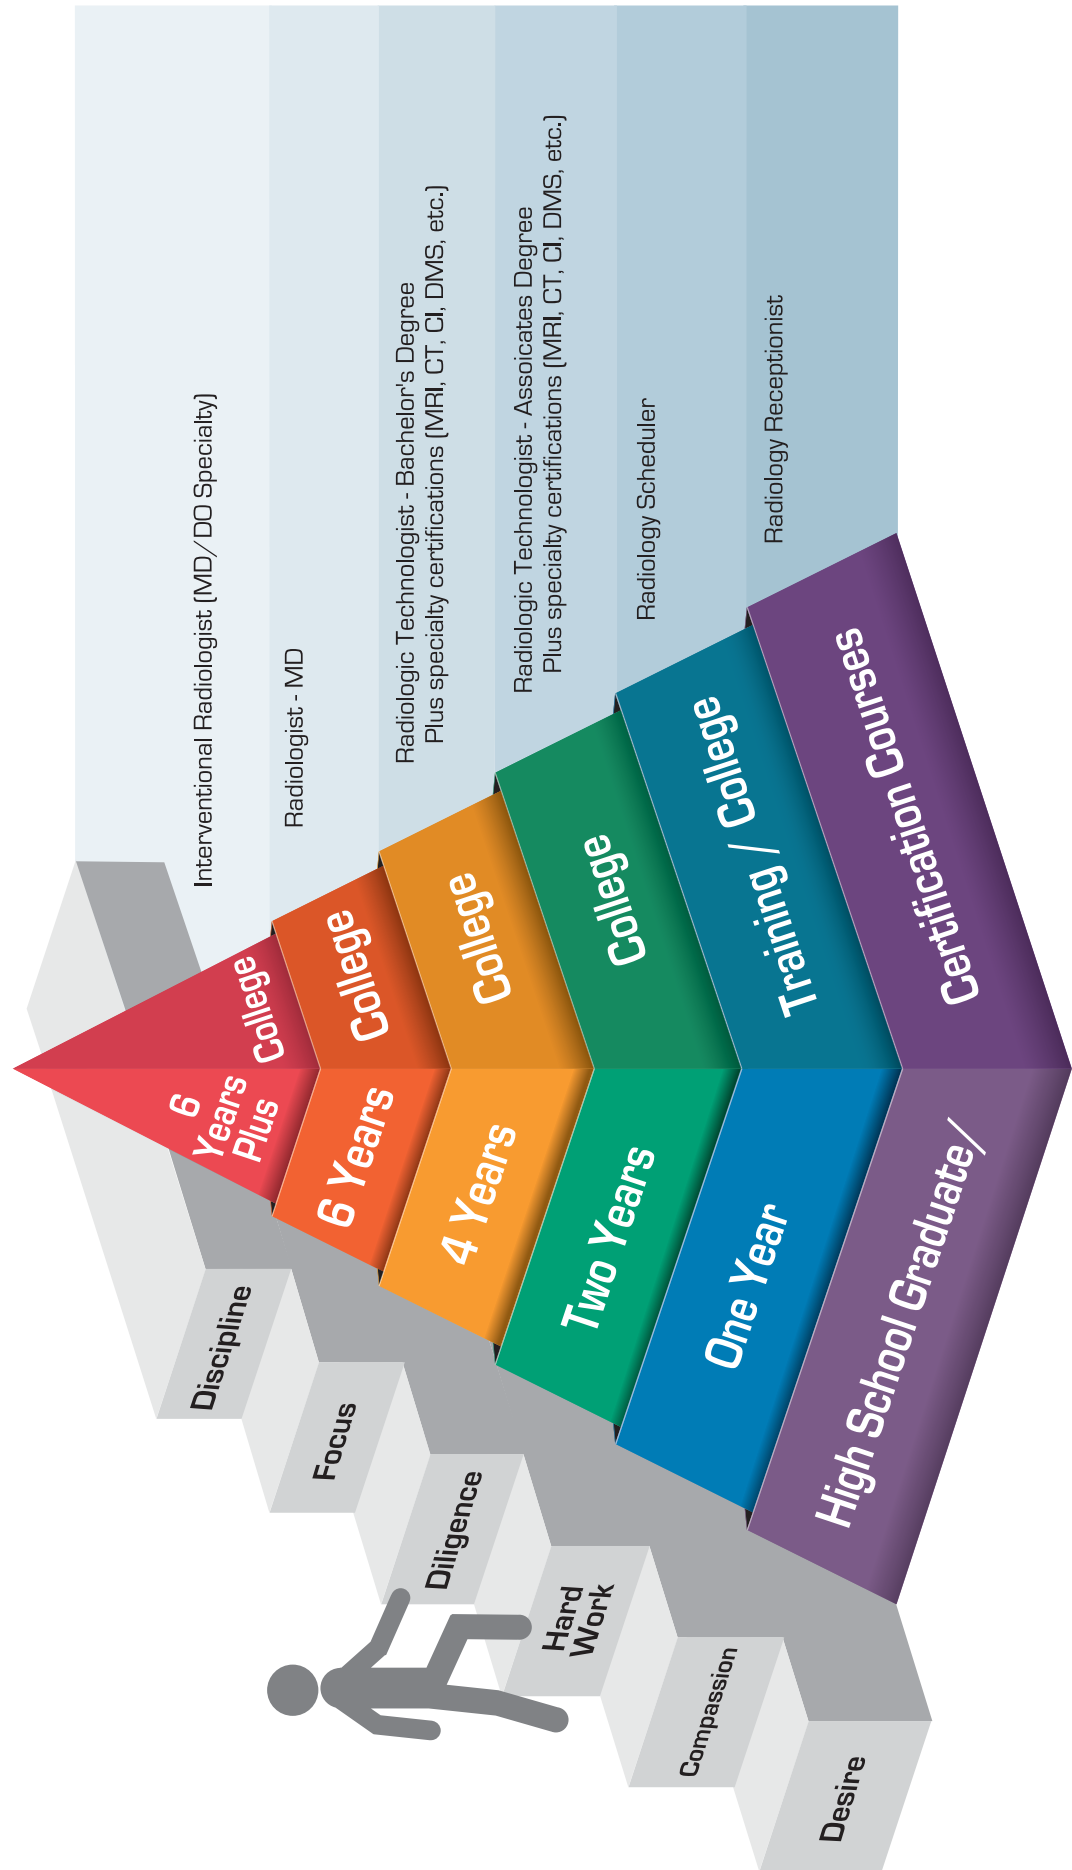 6
Years
Plus
College
Interventional Radiologist (MD/DO Specialty)
6 Years
College
Radiologist - MD
4 Years
College
Radiologic Technologist - Bachelor's Degree
Plus specialty certifications (MRI, CT, CI, DMS, etc.)
Two Years
College
Radiologic Technologist - Assoicates Degree
Plus specialty certifications (MRI, CT, CI, DMS, etc.)
One Year
Training / College
Radiology Scheduler
High School Graduate/
Certification Courses
Radiology Receptionist
Discipline
Focus
Diligence
Hard
Work
Compassion
Desire